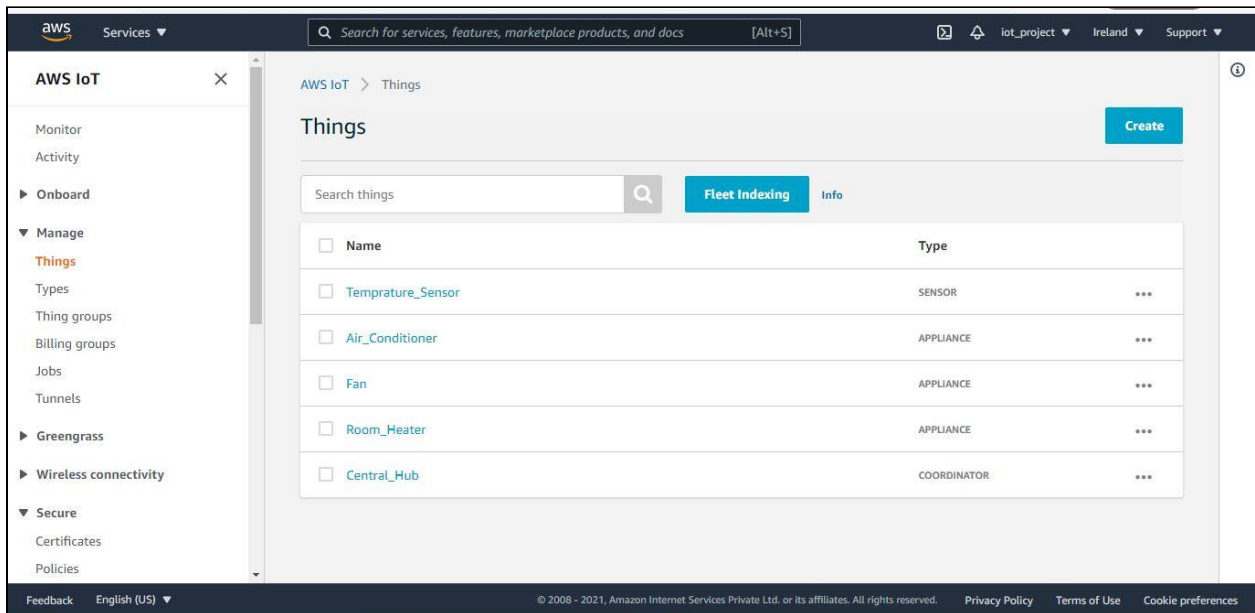 aws Services ▼ Search for services, features, marketplace products, and docs [Alt+S] iot_project ▼ Ireland ▼ Support ▼
AWS IoT
Monitor
Activity
Onboard
Manage
Things
Types
Thing groups
Billing groups
Jobs
Tunnels
Greengrass
Wireless connectivity
Secure
Certificates
Policies
AWS IoT > Things
Things Create
Search things Fleet Indexing Info
Name Type
Temprature_Sensor SENSOR
Air_Conditioner APPLIANCE
Fan APPLIANCE
Room_Heater APPLIANCE
Central_Hub COORDINATOR
Feedback English (US) ▼ © 2008 - 2021, Amazon Internet Services Private Ltd. or its affiliates. All rights reserved. Privacy Policy Terms of Use Cookie preferences